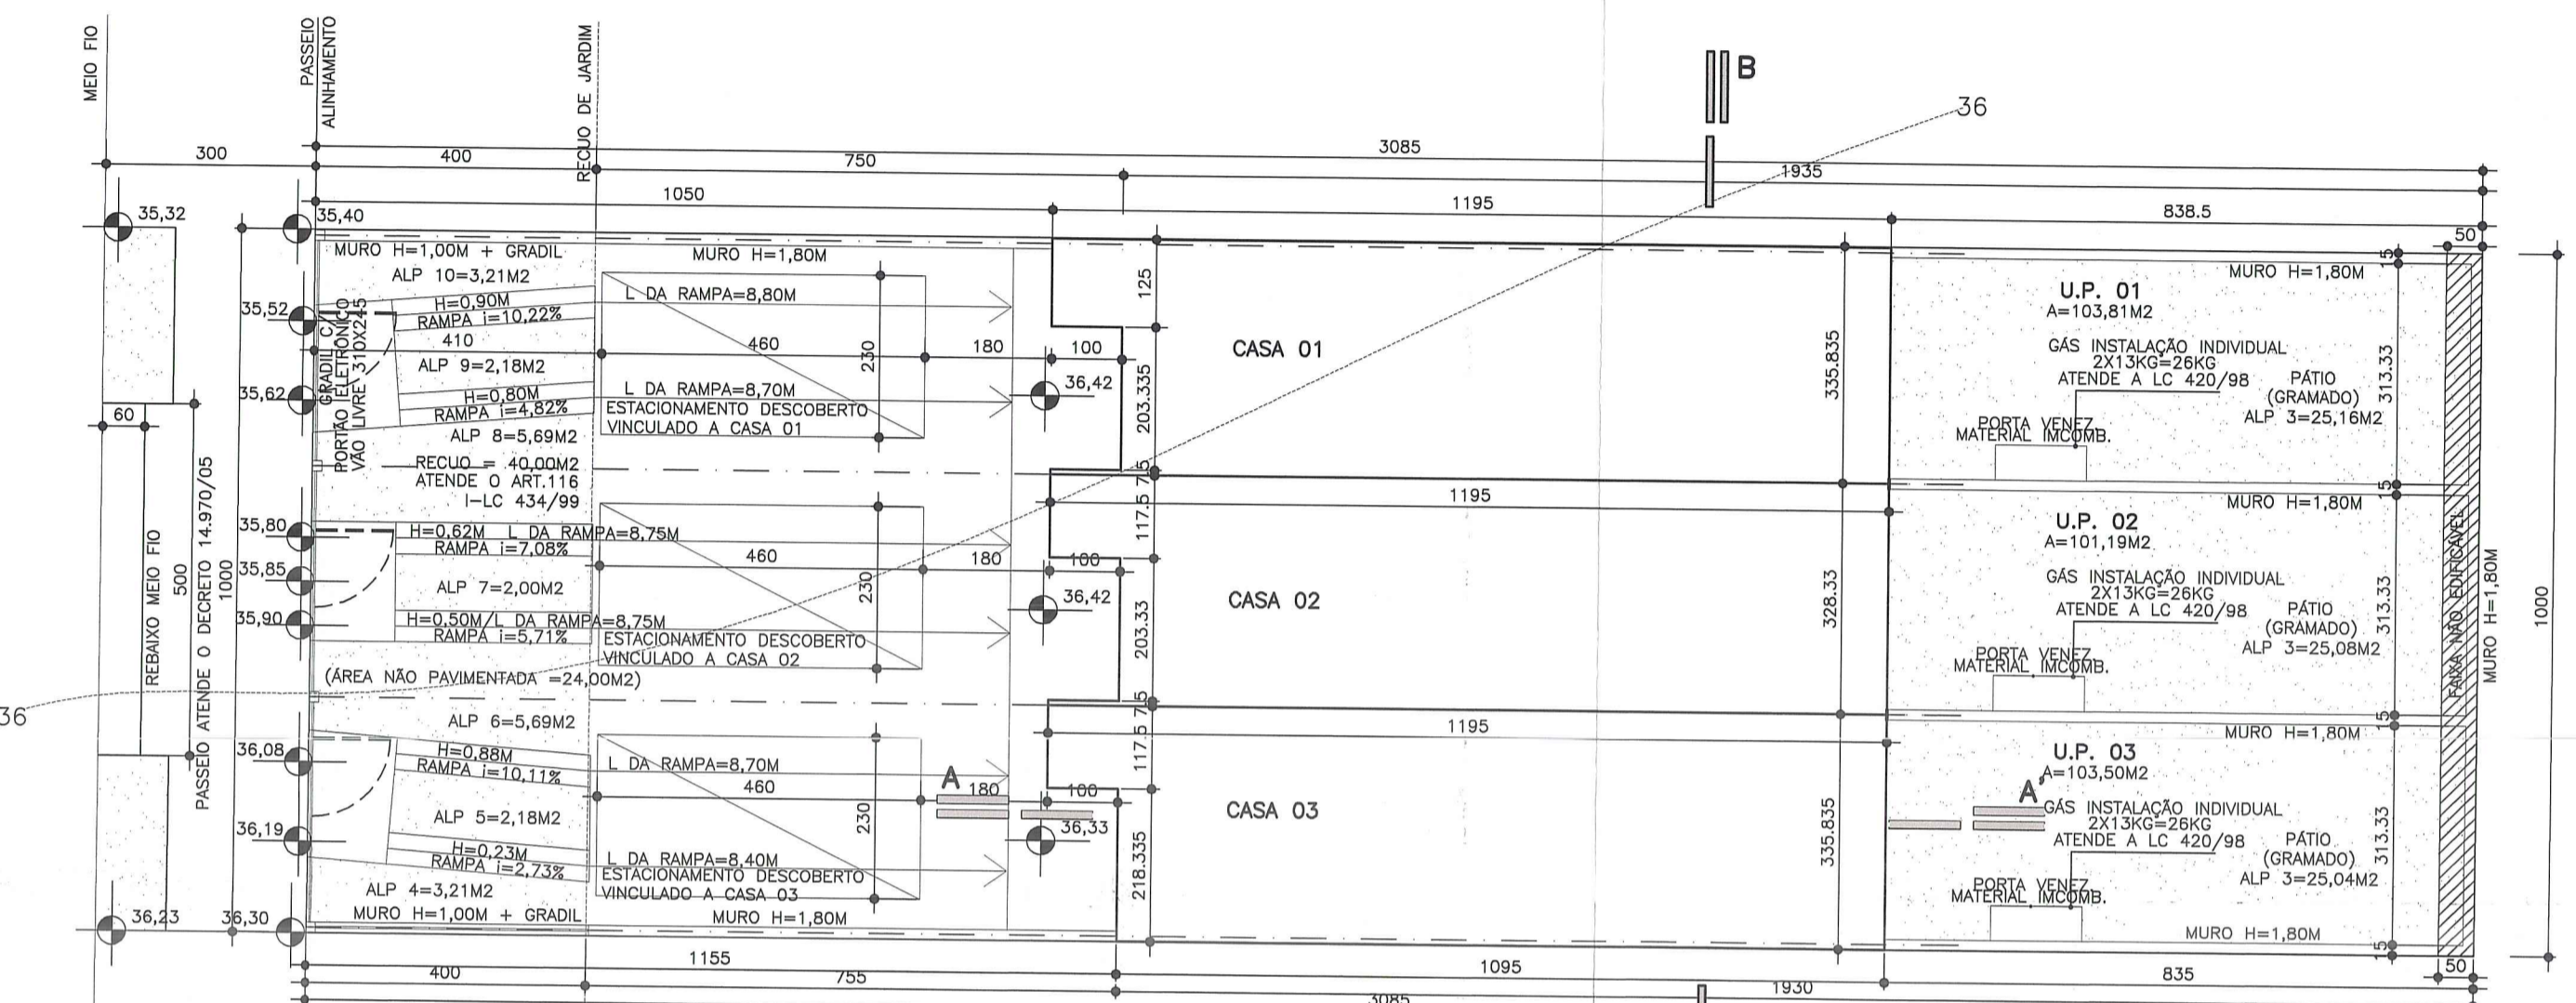 MEIO FIO
PASSEIO
ALINHAMENTO
RECUO DE JARDIM
B
36
300
400
750
3085
1935
1050
1195
838.5
50
35,32
35,40
MURO H=1,00M + GRADIL
MURO H=1,80M
ALP 10=3,21M2
35,52
H=0,90M
RAMPA i=10,22%
L DA RAMPA=8,80M
GRADIL C/
PORTÃO ELETRÔNICO
VÃO LIVRE 310X245
410
460
230
180
100
ALP 9=2,18M2
35,62
H=0,80M
RAMPA i=4,82%
L DA RAMPA=8,70M
ESTACIONAMENTO DESCOBERTO
VINCULADO A CASA 01
36,42
125
203.335
7.5
CASA 01
335.835
MURO H=1,80M
15
U.P. 01
A=103,81M2
GÁS INSTALAÇÃO INDIVIDUAL
2X13KG=26KG
ATENDE A LC 420/98
PÁTIO
(GRAMADO)
ALP 3=25,16M2
313.33
PORTA VENEZ.
MATERIAL IMCOMB.
60
ALP 8=5,69M2
RECUO = 40,00M2
ATENDE O ART.116
I-LC 434/99
REBAIXO MEIO FIO
500
PASSEIO ATENDE O DECRETO 14.970/05
1000
35,80
H=0,62M L DA RAMPA=8,75M
RAMPA i=7,08%
460
230
180
100
35,85
ALP 7=2,00M2
35,90
H=0,50M/L DA RAMPA=8,75M
RAMPA i=5,71%
ESTACIONAMENTO DESCOBERTO
VINCULADO A CASA 02
36,42
117.5
203.33
7.5
1195
CASA 02
328.33
15
MURO H=1,80M
U.P. 02
A=101,19M2
GÁS INSTALAÇÃO INDIVIDUAL
2X13KG=26KG
ATENDE A LC 420/98
PÁTIO
(GRAMADO)
ALP 3=25,08M2
313.33
PORTA VENEZ.
MATERIAL IMCOMB.
FAIXA NÃO EDIFICÁVEL
MURO H=1,80M
1000
(ÁREA NÃO PAVIMENTADA =24,00M2)
36
ALP 6=5,69M2
36,08
H=0,88M
RAMPA i=10,11%
L DA RAMPA=8,70M
A
460
230
180
100
ALP 5=2,18M2
36,19
H=0,23M
RAMPA i=2,73%
L DA RAMPA=8,40M
ESTACIONAMENTO DESCOBERTO
VINCULADO A CASA 03
36,33
117.5
218.335
1195
CASA 03
335.835
15
MURO H=1,80M
U.P. 03
A=103,50M2
A'
GÁS INSTALAÇÃO INDIVIDUAL
2X13KG=26KG
ATENDE A LC 420/98
PÁTIO
(GRAMADO)
ALP 3=25,04M2
313.33
PORTA VENEZ.
MATERIAL IMCOMB.
ALP 4=3,21M2
36,23
36,30
MURO H=1,00M + GRADIL
MURO H=1,80M
MURO H=1,80M
15
1155
1095
835
50
400
755
3085
1930